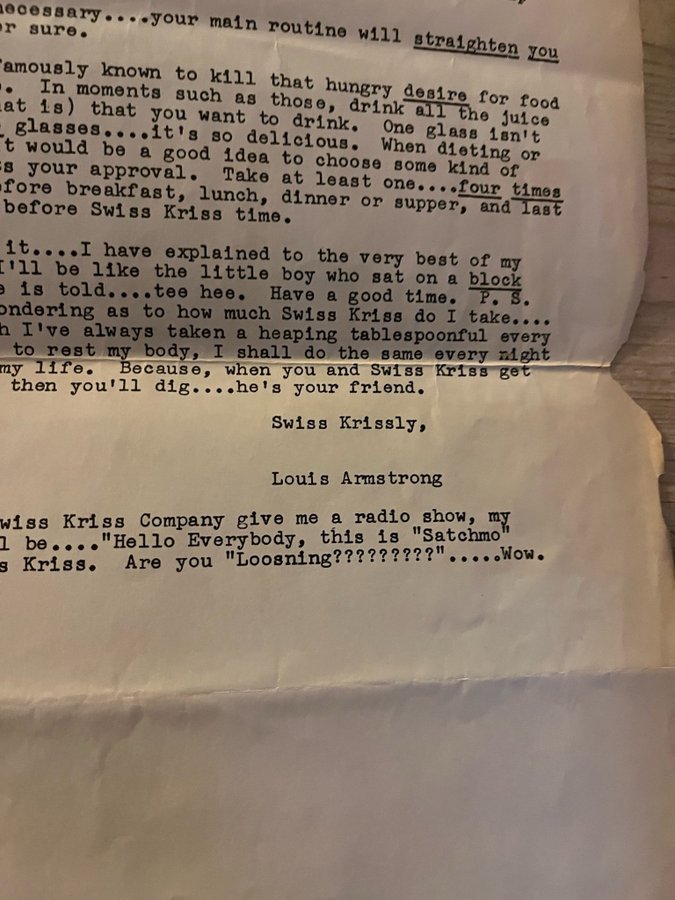 necessary....your main routine will straighten you
or sure.
famously known to kill that hungry desire for food
. In moments such as those, drink all the juice
hat is) that you want to drink. One glass isn't
glasses....it's so delicious. When dieting or
t would be a good idea to choose some kind of
ss your approval. Take at least one....four times
efore breakfast, lunch, dinner or supper, and last
before Swiss Kriss time.
it....I have explained to the very best of my
I'll be like the little boy who sat on a block
e is told....tee hee. Have a good time. P. S.
ondering as to how much Swiss Kriss do I take....
h I've always taken a heaping tablespoonful every
to rest my body, I shall do the same every night
my life. Because, when you and Swiss Kriss get
then you'll dig....he's your friend.
Swiss Krissly,
Louis Armstrong
wiss Kriss Company give me a radio show, my
l be...."Hello Everybody, this is "Satchmo"
s Kriss. Are you "Loosning?????????".....Wow.